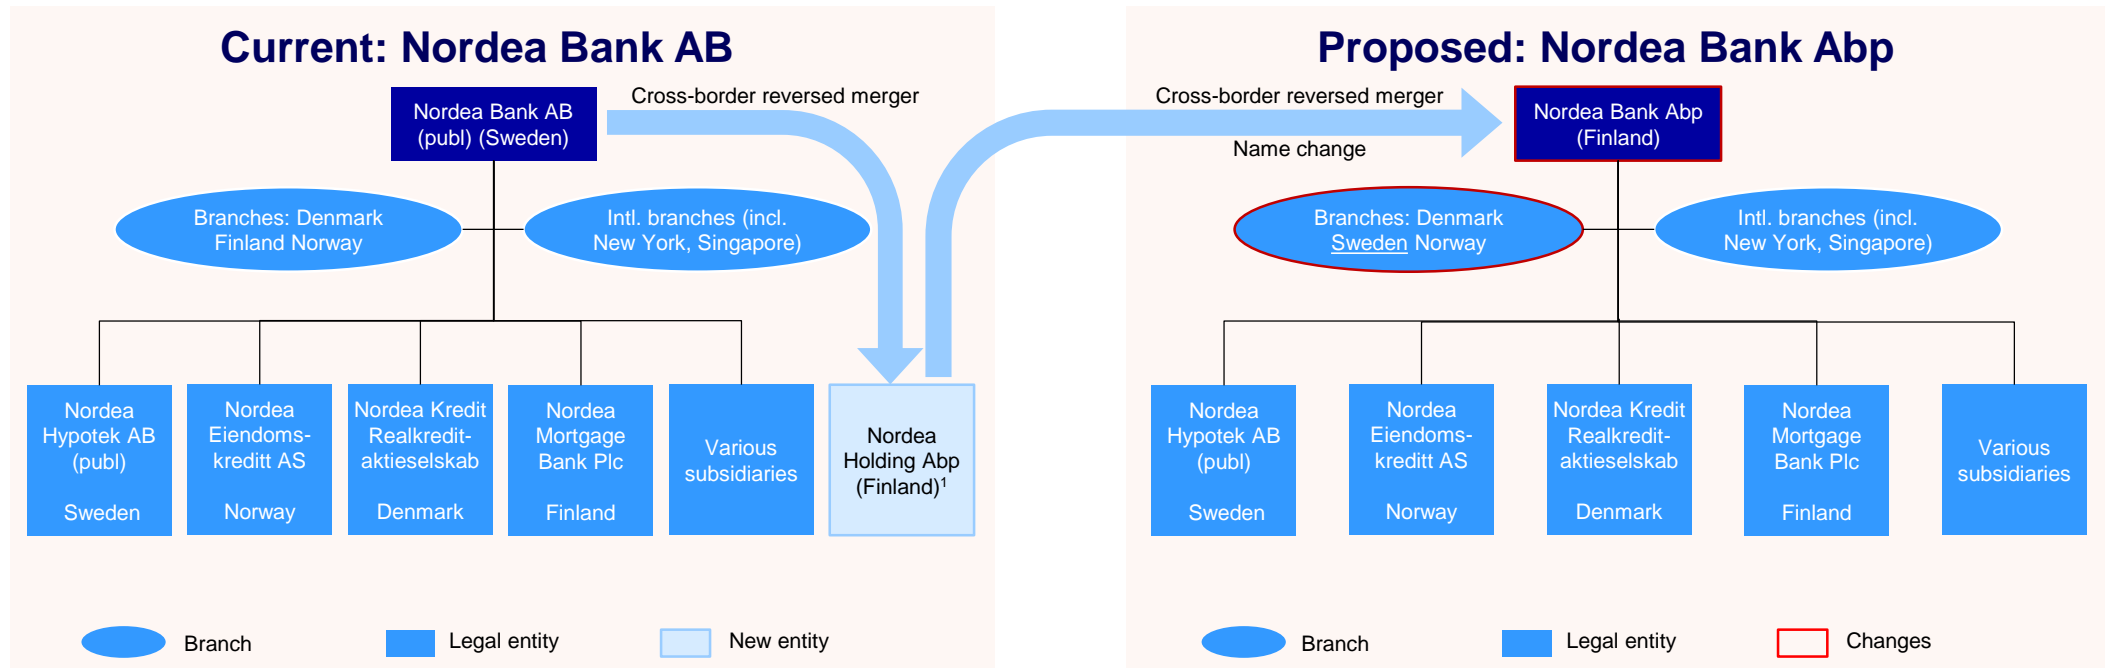 Current: Nordea Bank AB
Nordea Bank AB
(publ) (Sweden)
Cross-border reversed merger
Branches: Denmark
Finland Norway
Intl. branches (incl.
New York, Singapore)
Nordea
Hypotek AB
(publ)
Sweden
Nordea
Eiendoms-
kreditt AS
Norway
Nordea Kredit
Realkredit-
aktieselskab
Denmark
Nordea
Mortgage
Bank Plc
Finland
Various
subsidiaries
Nordea
Holding Abp
(Finland)¹
Branch
Legal entity
New entity
Proposed: Nordea Bank Abp
Cross-border reversed merger
Name change
Nordea Bank Abp
(Finland)
Branches: Denmark
Sweden Norway
Intl. branches (incl.
New York, Singapore)
Nordea
Hypotek AB
(publ)
Sweden
Nordea
Eiendoms-
kreditt AS
Norway
Nordea Kredit
Realkredit-
aktieselskab
Denmark
Nordea
Mortgage
Bank Plc
Finland
Various
subsidiaries
Branch
Legal entity
Changes